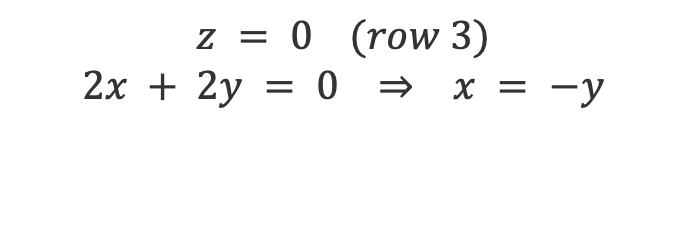 z = 0 (row 3)
2x + 2y = 0 ⇒ x = −y